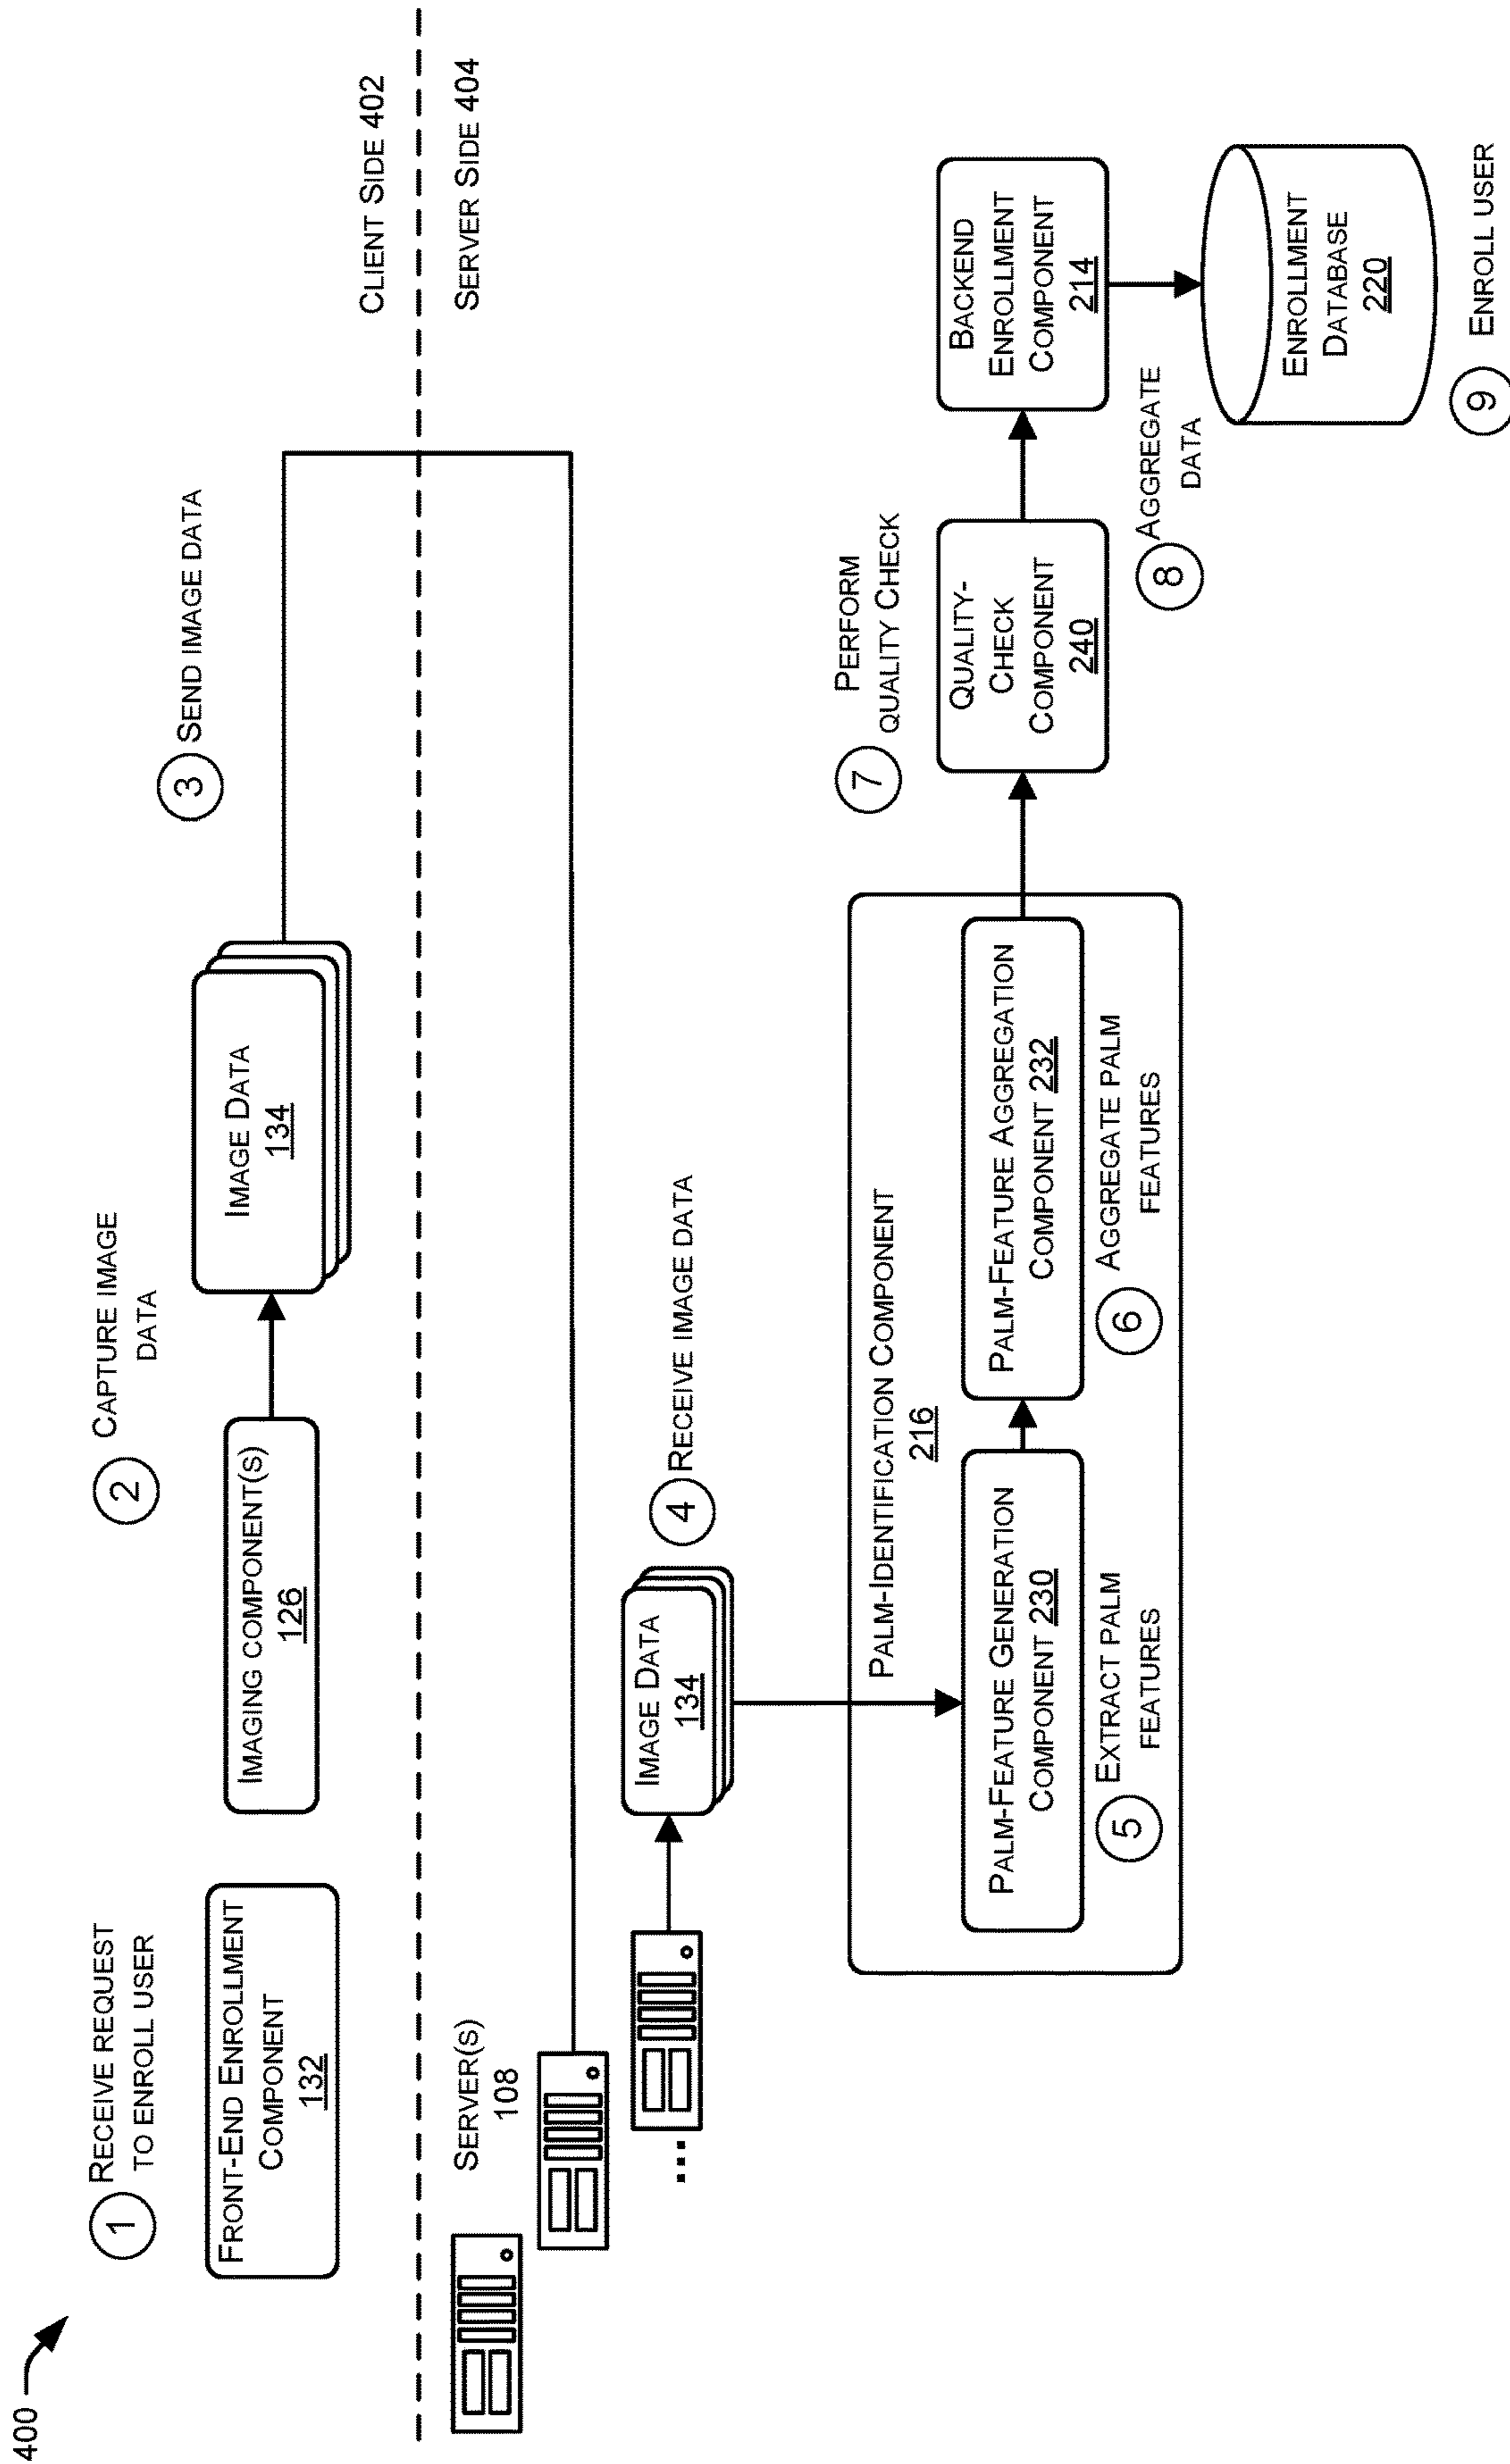 400
1
RECEIVE REQUEST
TO ENROLL USER
FRONT-END ENROLLMENT
COMPONENT
132
2
CAPTURE IMAGE
DATA
IMAGING COMPONENT(S)
126
IMAGE DATA
134
3
SEND IMAGE DATA
CLIENT SIDE 402
SERVER SIDE 404
SERVER(S)
108
...
IMAGE DATA
134
4
RECEIVE IMAGE DATA
PALM-IDENTIFICATION COMPONENT
216
PALM-FEATURE GENERATION
COMPONENT 230
5
EXTRACT PALM
FEATURES
PALM-FEATURE AGGREGATION
COMPONENT 232
6
AGGREGATE PALM
FEATURES
7
PERFORM
QUALITY CHECK
QUALITY-
CHECK
COMPONENT
240
8
AGGREGATE
DATA
BACKEND
ENROLLMENT
COMPONENT
214
ENROLLMENT
DATABASE
220
9
ENROLL USER